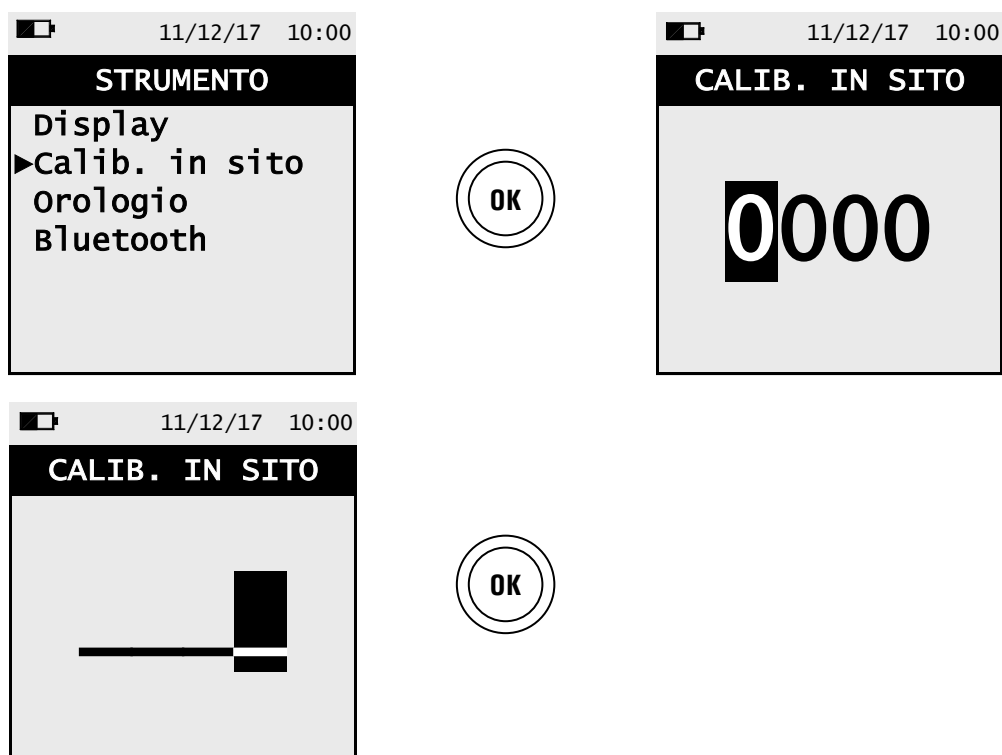 11/12/17 10:00
STRUMENTO
Display
►Calib. in sito
Orologio
Bluetooth
OK
11/12/17 10:00
CALIB. IN SITO
0000
11/12/17 10:00
CALIB. IN SITO
____
OK